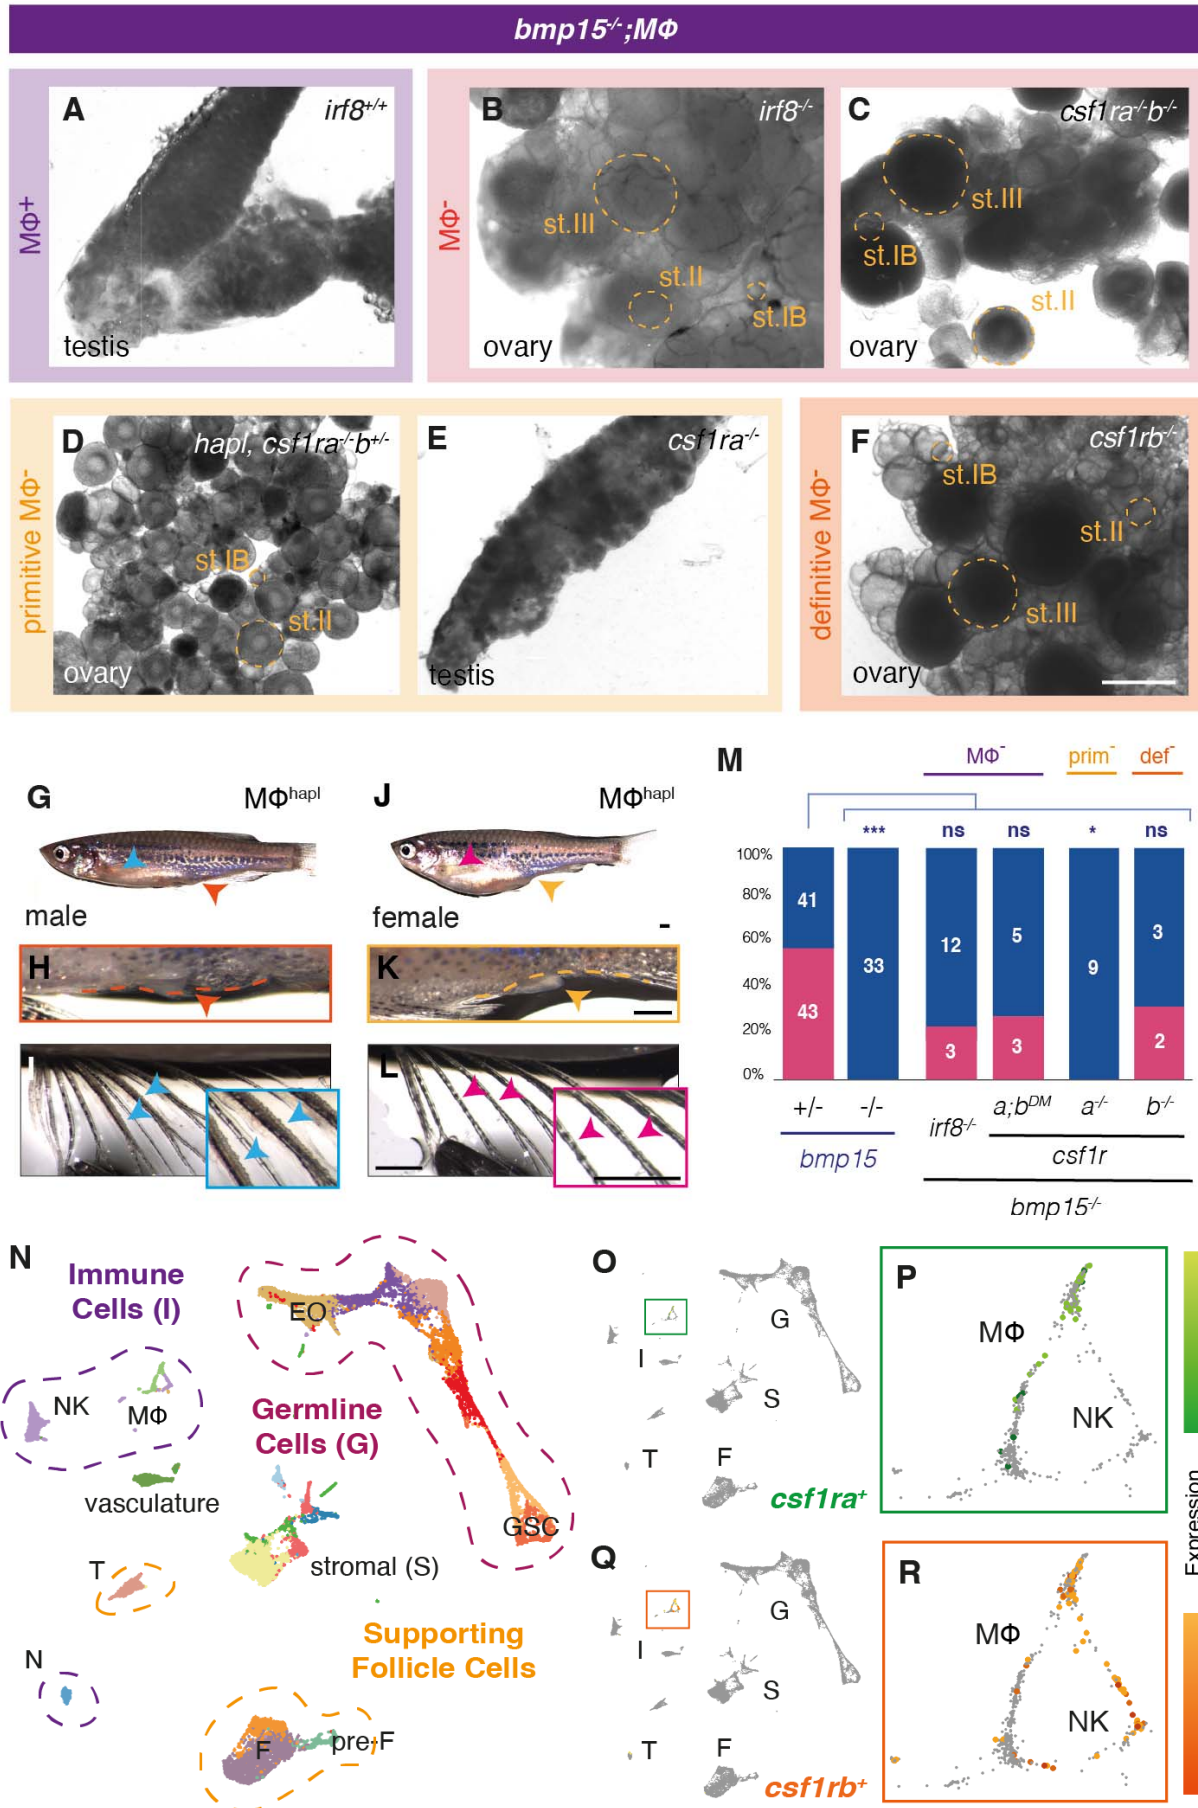 bmp15-/-;MΦ
MΦ+
A
irf8+/+
testis
MΦ-
B
irf8-/-
st.III
st.II
st.IB
ovary
C
csf1ra-/-b-/-
st.III
st.IB
st.II
ovary
primitive MΦ-
D
hapl, csf1ra-/-b+/-
st.IB
st.II
ovary
E
csf1ra-/-
testis
definitive MΦ-
F
csf1rb-/-
st.IB
st.II
st.III
ovary
G
MΦhapl
male
H
I
J
MΦhapl
female
K
L
M
MΦ-
prim-
def-
***
ns
ns
*
ns
100%
80%
60%
40%
20%
0%
41
43
33
12
3
5
3
9
3
2
+/-
-/-
irf8-/-
a;bDM
a-/-
b-/-
bmp15
csf1r
bmp15-/-
N
Immune
Cells (I)
NK
MΦ
EO
Germline
Cells (G)
GSC
vasculature
stromal (S)
T
N
Supporting
Follicle Cells
F
pre-F
O
G
I
S
T
F
csf1ra+
P
MΦ
NK
Q
G
I
S
T
F
csf1rb+
R
MΦ
NK
Expression